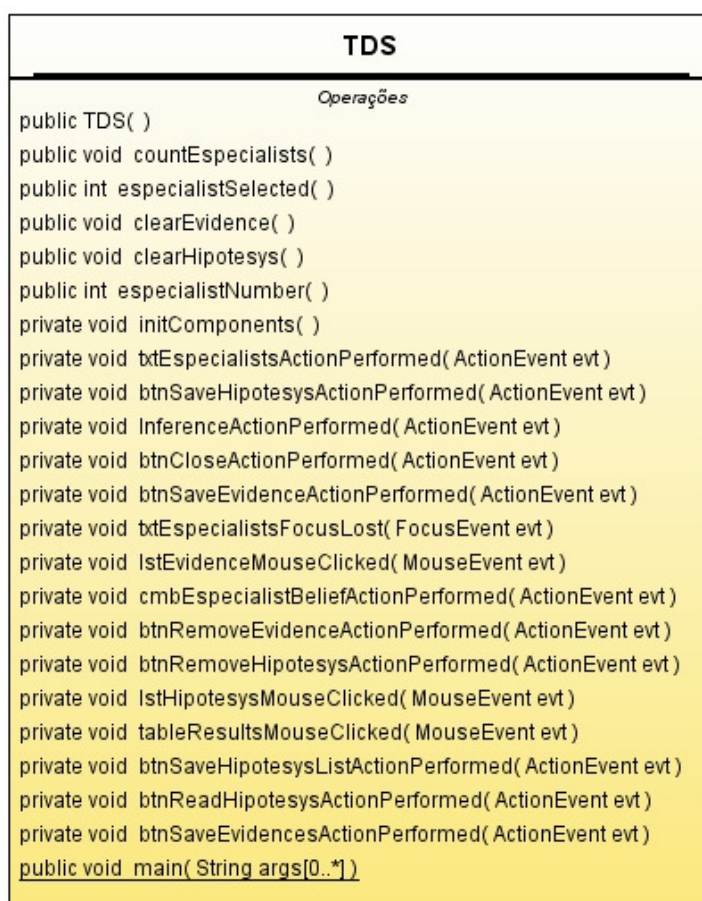 TDS
Operações
public TDS( )
public void countEspecialists( )
public int especialistSelected( )
public void clearEvidence( )
public void clearHipotesys( )
public int especialistNumber( )
private void initComponents( )
private void txtEspecialistsActionPerformed( ActionEvent evt )
private void btnSaveHipotesysActionPerformed( ActionEvent evt )
private void InferenceActionPerformed( ActionEvent evt )
private void btnCloseActionPerformed( ActionEvent evt )
private void btnSaveEvidenceActionPerformed( ActionEvent evt )
private void txtEspecialistsFocusLost( FocusEvent evt )
private void lstEvidenceMouseClicked( MouseEvent evt )
private void cmbEspecialistBeliefActionPerformed( ActionEvent evt )
private void btnRemoveEvidenceActionPerformed( ActionEvent evt )
private void btnRemoveHipotesysActionPerformed( ActionEvent evt )
private void lstHipotesysMouseClicked( MouseEvent evt )
private void tableResultsMouseClicked( MouseEvent evt )
private void btnSaveHipotesysListActionPerformed( ActionEvent evt )
private void btnReadHipotesysActionPerformed( ActionEvent evt )
private void btnSaveEvidencesActionPerformed( ActionEvent evt )
public void main( String args[0..*] )